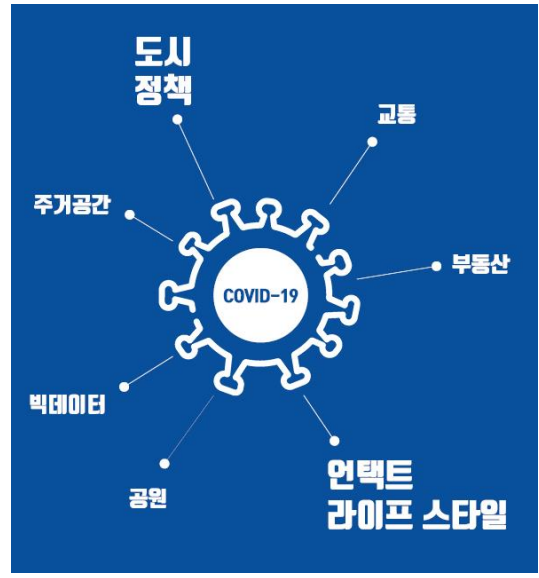 도시
정책
교통
주거공간
부동산
COVID-19
빅데이터
공원
언택트
라이프 스타일